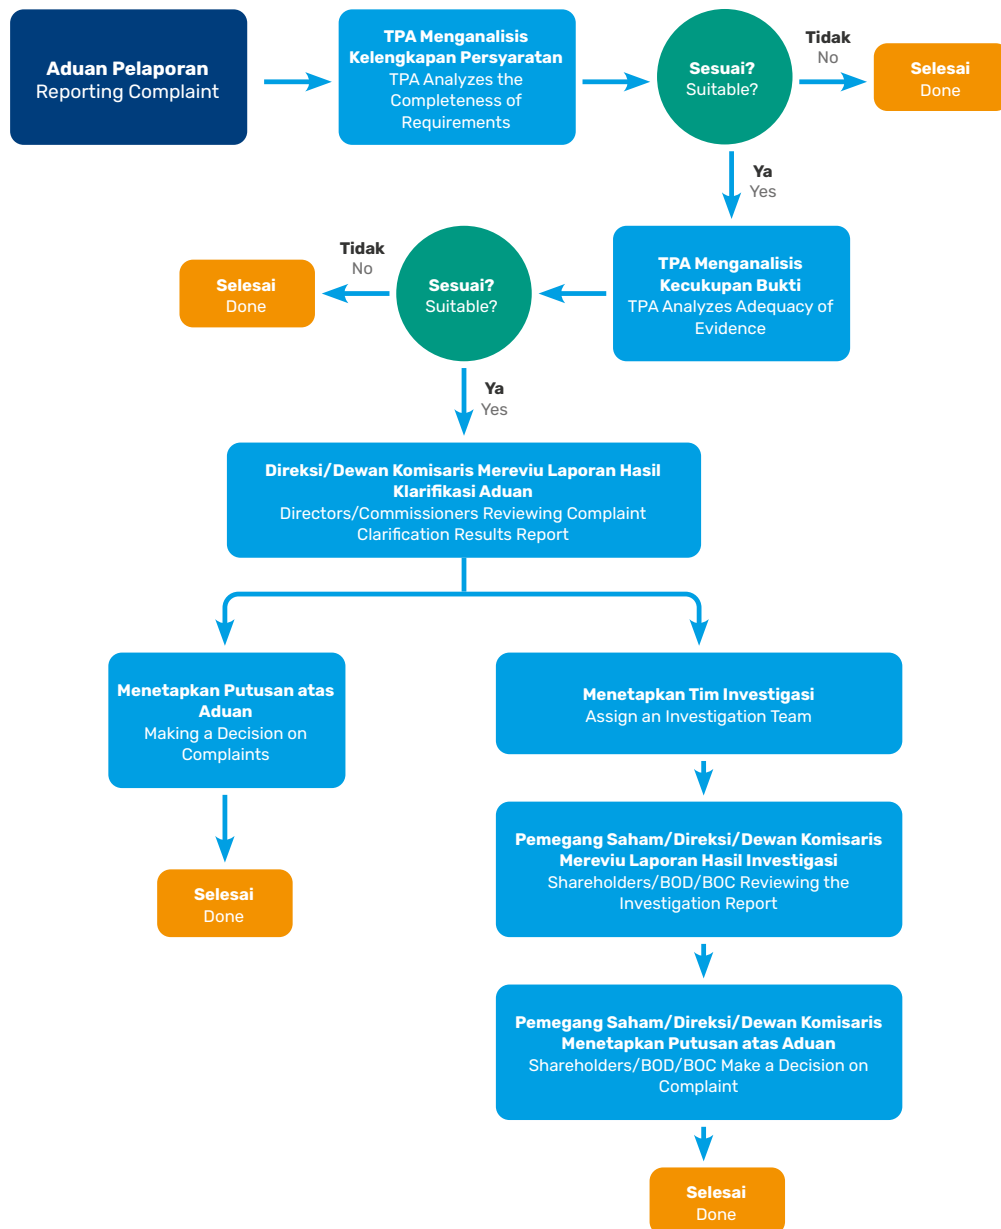 Aduan Pelaporan
Reporting Complaint
TPA Menganalisis
Kelengkapan Persyaratan
TPA Analyzes the
Completeness of
Requirements
Sesuai?
Suitable?
Tidak
No
Selesai
Done
Ya
Yes
TPA Menganalisis
Kecukupan Bukti
TPA Analyzes Adequacy of
Evidence
Sesuai?
Suitable?
Tidak
No
Selesai
Done
Ya
Yes
Direksi/Dewan Komisaris Mereviu Laporan Hasil
Klarifikasi Aduan
Directors/Commissioners Reviewing Complaint
Clarification Results Report
Menetapkan Putusan atas
Aduan
Making a Decision on
Complaints
Selesai
Done
Menetapkan Tim Investigasi
Assign an Investigation Team
Pemegang Saham/Direksi/Dewan Komisaris
Mereviu Laporan Hasil Investigasi
Shareholders/BOD/BOC Reviewing the
Investigation Report
Pemegang Saham/Direksi/Dewan Komisaris
Menetapkan Putusan atas Aduan
Shareholders/BOD/BOC Make a Decision on
Complaint
Selesai
Done